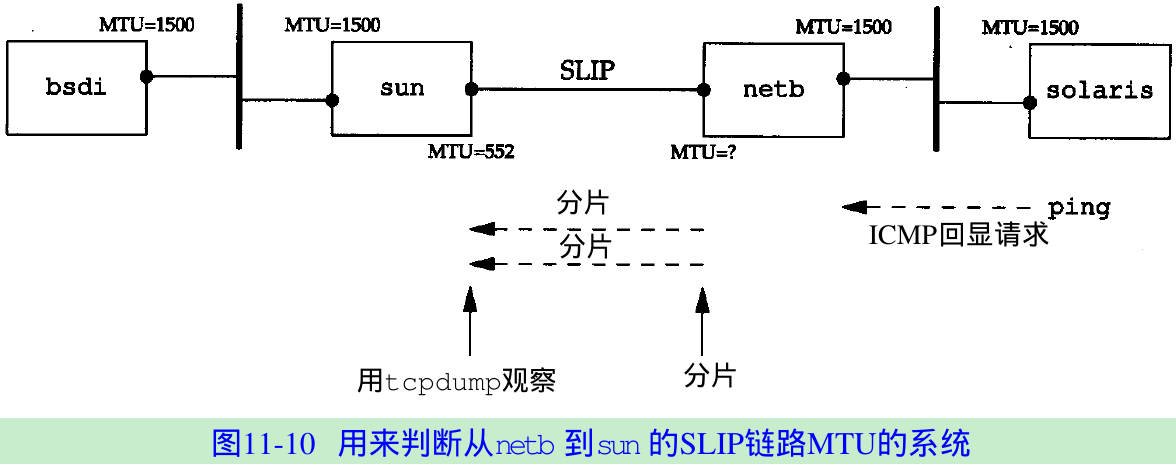 MTU=1500
MTU=1500
MTU=1500
MTU=1500
bsdi
sun
SLIP
netb
solaris
MTU=552
MTU=?
分片
分片
ping
ICMP回显请求
用tcpdump观察
分片
图11-10 用来判断从netb 到sun 的SLIP链路MTU的系统